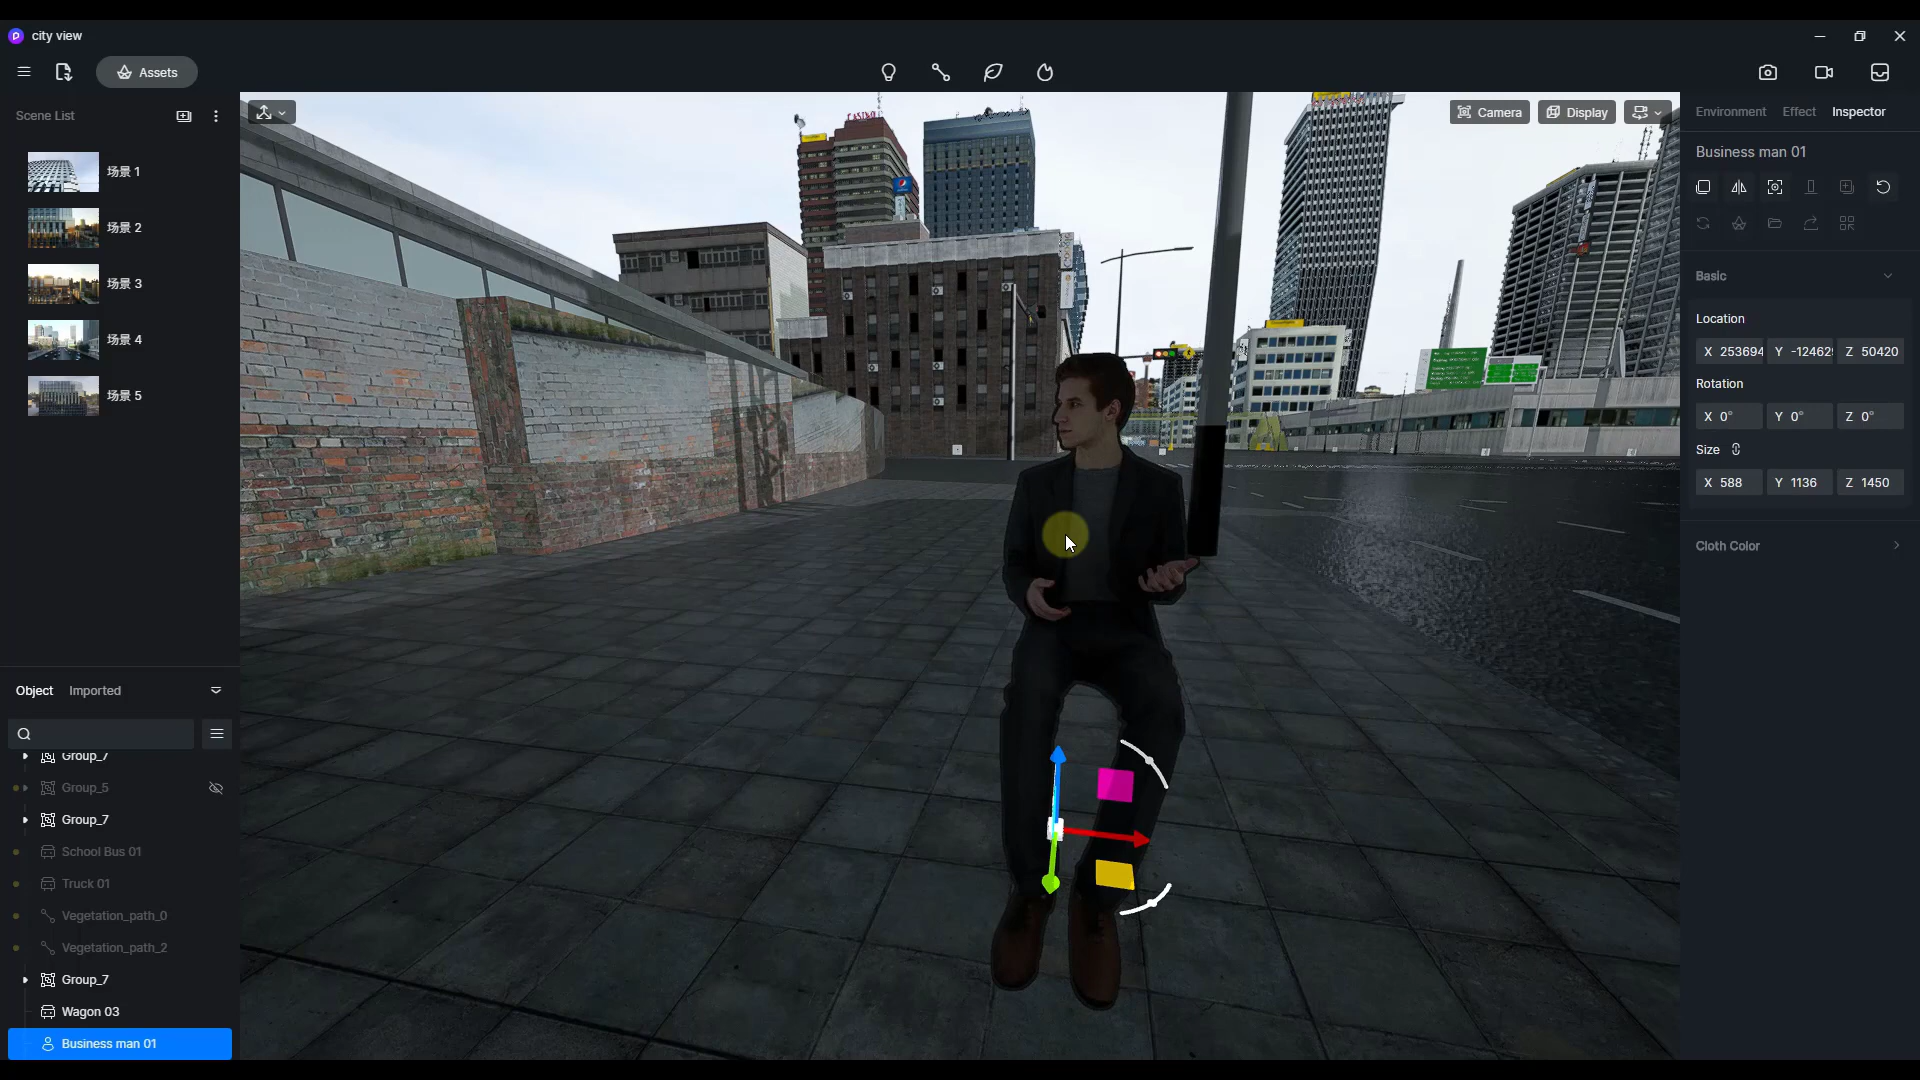 city view
Assets
Scene List
场景 1
场景 2
场景 3
场景 4
场景 5
Object
Imported
Group_7
Group_5
Group_7
School Bus 01
Truck 01
Vegetation_path_0
Vegetation_path_2
Group_7
Wagon 03
Business man 01
Camera
Display
CASINO
Environment
Effect
Inspector
Business man 01
Basic
Location
X 253694
Y -12462
Z 50420
Rotation
X 0°
Y 0°
Z 0°
Size
X 588
Y 1136
Z 1450
Cloth Color